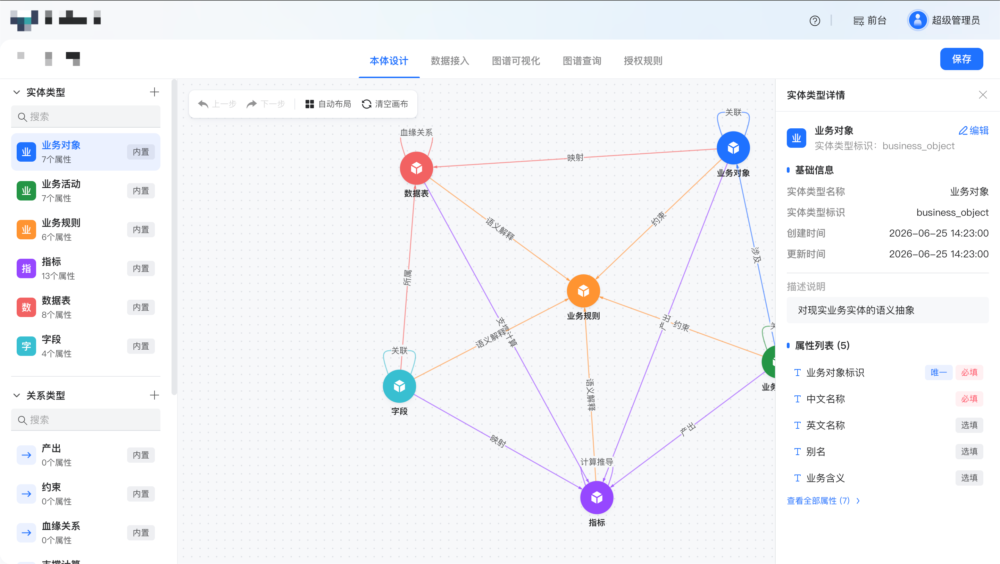 前台
超级管理员
本体设计
数据接入
图谱可视化
图谱查询
授权规则
保存
实体类型
搜索
业务对象
7个属性
内置
业务活动
7个属性
内置
业务规则
6个属性
内置
指标
13个属性
内置
数据表
8个属性
内置
字段
4个属性
内置
关系类型
搜索
产出
0个属性
内置
约束
0个属性
内置
血缘关系
0个属性
内置
支撑计算
上一步
下一步
自动布局
清空画布
血缘关系
关联
映射
数据表
业务对象
语义解释
约束
涉及
所属
业务规则
支撑计算
语义解释
产出
约束
关联
字段
语义解释
业务
映射
产出
计算推导
指标
实体类型详情
业
业务对象
编辑
实体类型标识：business_object
基础信息
实体类型名称
业务对象
实体类型标识
business_object
创建时间
2026-06-25 14:23:00
更新时间
2026-06-25 14:23:00
描述说明
对现实业务实体的语义抽象
属性列表 (5)
T 业务对象标识
唯一
必填
T 中文名称
必填
T 英文名称
选填
T 别名
选填
T 业务含义
选填
查看全部属性 (7)